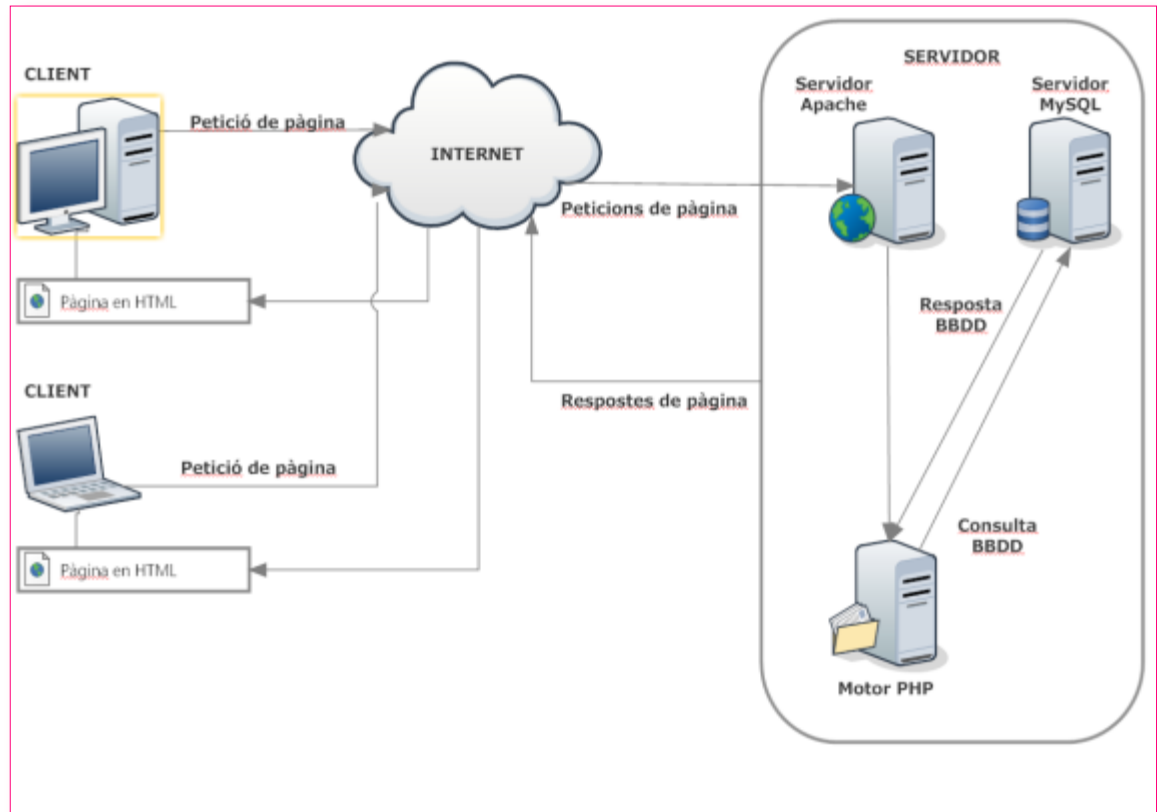 CLIENT
Petició de pàgina
INTERNET
Pàgina en HTML
CLIENT
Petició de pàgina
Pàgina en HTML
Peticions de pàgina
Respostes de pàgina
SERVIDOR
Servidor
Apache
Servidor
MySQL
Resposta
BBDD
Consulta
BBDD
Motor PHP